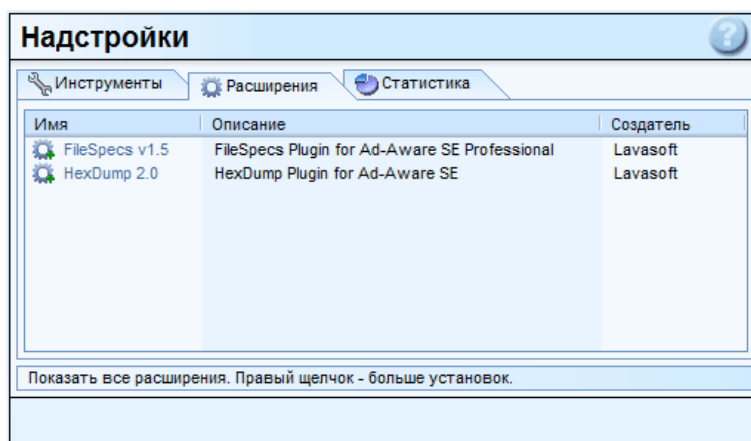 Надстройки
Инструменты Расширения Статистика
Имя Описание Создатель
FileSpecs v1.5 FileSpecs Plugin for Ad-Aware SE Professional Lavasoft
HexDump 2.0 HexDump Plugin for Ad-Aware SE Lavasoft
Показать все расширения. Правый щелчок - больше установок.